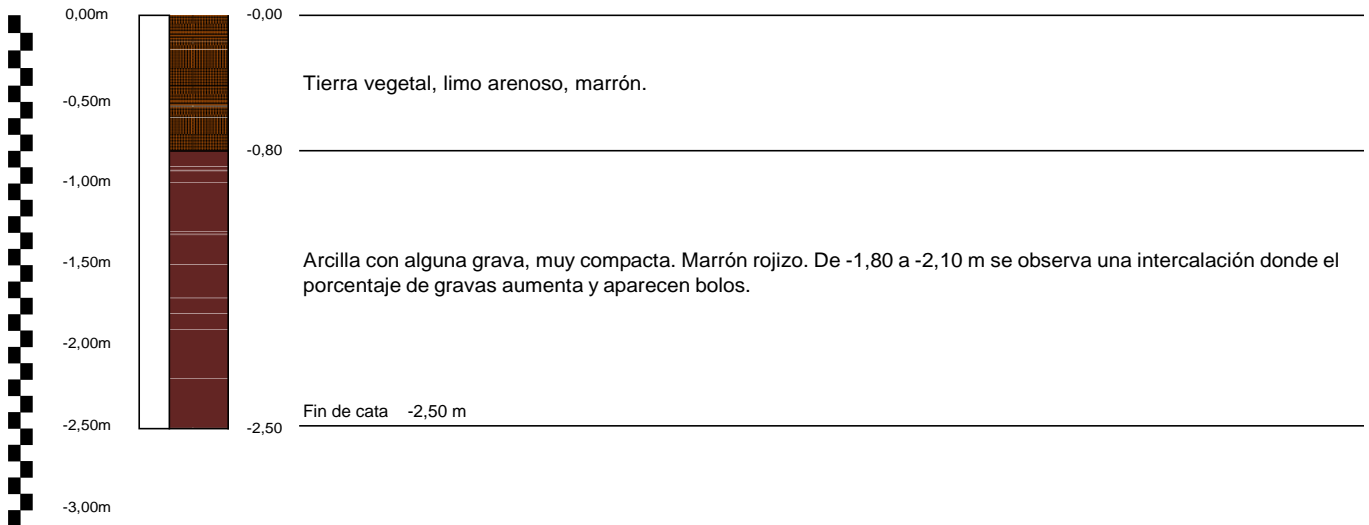 0,00m
-0,00
Tierra vegetal, limo arenoso, marrón.
-0,50m
-0,80
-1,00m
Arcilla con alguna grava, muy compacta. Marrón rojizo. De -1,80 a -2,10 m se observa una intercalación donde el
porcentaje de gravas aumenta y aparecen bolos.
-1,50m
-2,00m
Fin de cata -2,50 m
-2,50m
-2,50
-3,00m